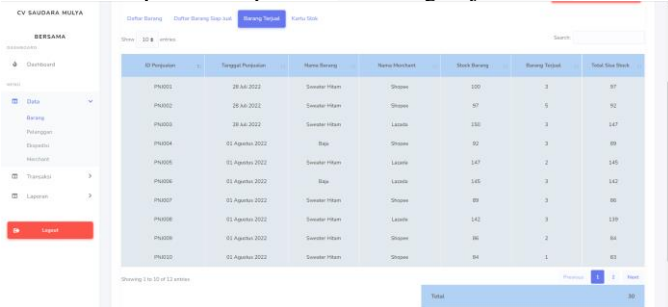 CV SAUDARA MULYA
BERSAMA
DASHBOARD
Dashboard
MENU
Data
Barang
Pelanggan
Ekspedisi
Merchant
Transaksi
Laporan
Logout
Daftar Barang Daftar Barang Siap Jual Barang Terjual Kartu Stok
Show 10 entries
Search:
ID Penjualan Tanggal Penjualan Nama Barang Nama Merchant Stock Barang Barang Terjual Total Sisa Stock
PNJ001 28 Juli 2022 Sweater Hitam Shopee 100 3 97
PNJ002 28 Juli 2022 Sweater Hitam Shopee 97 5 92
PNJ003 28 Juli 2022 Sweater Hitam Lazada 150 3 147
PNJ004 01 Agustus 2022 Baju Shopee 92 3 89
PNJ005 01 Agustus 2022 Sweater Hitam Lazada 147 2 145
PNJ006 01 Agustus 2022 Baju Lazada 145 3 142
PNJ007 01 Agustus 2022 Sweater Hitam Shopee 89 3 86
PNJ008 01 Agustus 2022 Sweater Hitam Lazada 142 3 139
PNJ009 01 Agustus 2022 Sweater Hitam Shopee 86 2 84
PNJ010 01 Agustus 2022 Sweater Hitam Shopee 84 1 83
Showing 1 to 10 of 11 entries
Previous 1 2 Next
Total 30